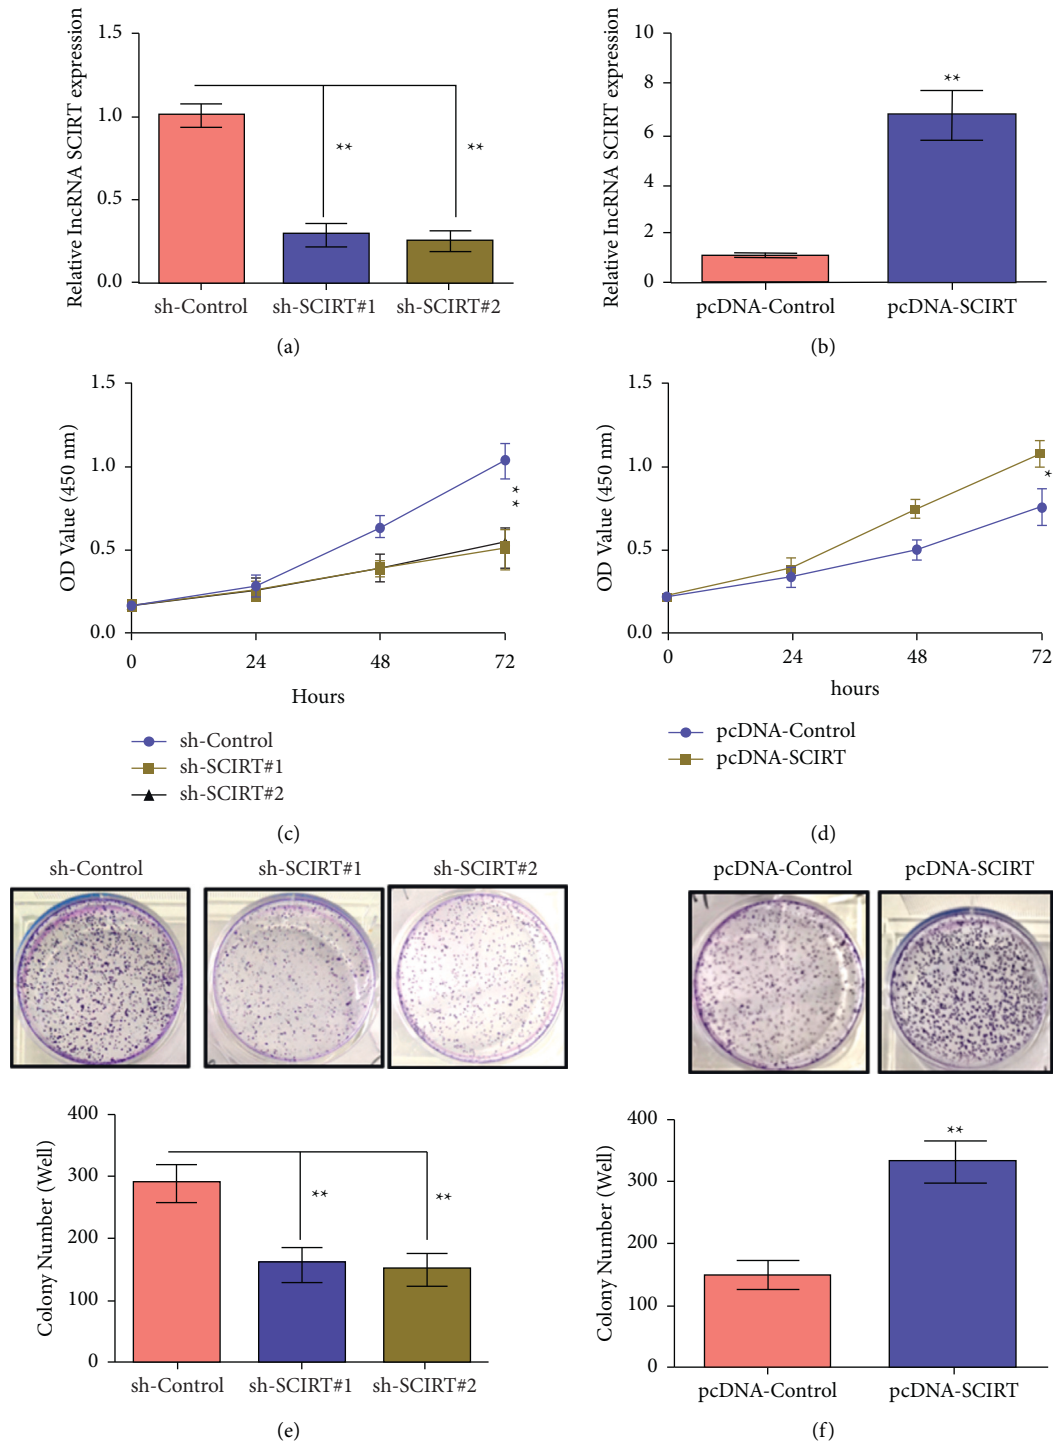 Relative lncRNA SCIRT expression
1.5
1.0
0.5
0.0
**
**
sh-Control
sh-SCIRT#1
sh-SCIRT#2
(a)
Relative lncRNA SCIRT expression
10
8
6
4
2
0
**
pcDNA-Control
pcDNA-SCIRT
(b)
OD Value (450 nm)
1.5
1.0
0.5
0.0
**
0
24
48
72
Hours
sh-Control
sh-SCIRT#1
sh-SCIRT#2
(c)
OD Value (450 nm)
1.5
1.0
0.5
0.0
*
0
24
48
72
hours
pcDNA-Control
pcDNA-SCIRT
(d)
sh-Control
sh-SCIRT#1
sh-SCIRT#2
Colony Number (Well)
400
300
200
100
0
**
**
sh-Control
sh-SCIRT#1
sh-SCIRT#2
(e)
pcDNA-Control
pcDNA-SCIRT
Colony Number (Well)
400
300
200
100
0
**
pcDNA-Control
pcDNA-SCIRT
(f)